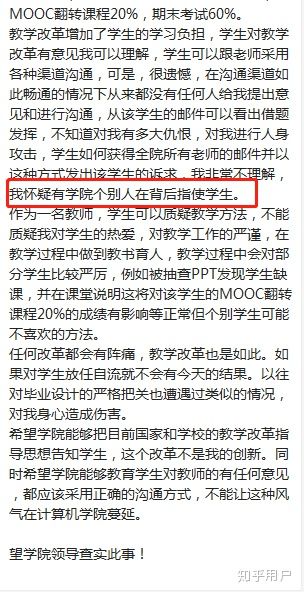 MOOC翻转课程20%，期末考试60%。
教学改革增加了学生的学习负担，学生对教学
改革有意见我可以理解，学生可以跟老师采用
各种渠道沟通，可是，很遗憾，在沟通渠道如
此畅通的情况下从来都没有任何人给我提出意
见和进行沟通，从该学生的邮件可以看出借题
发挥，不知道对我有多大仇恨，对我进行人身
攻击，学生如何获得全院所有老师的邮件并以
这种方式发出该学生的诉求，我非常不理解，
我怀疑有学院个别人在背后指使学生。
作为一名教师，学生可以质疑教学方法，不能
质疑我对学生的热爱，对教学工作的严谨，在
教学过程中做到教书育人，教学过程中会对部
分学生比较严厉，例如被抽查PPT发现学生缺
课，并在课堂说明这将对该学生的MOOC翻转
课程20%的成绩有影响等正常但个别学生可能
不喜欢的方法。
任何改革都会有阵痛，教学改革也是如此。如
果对学生放任自流就不会有今天的结果。以往
对毕业设计的严格把关也遭遇过类似的情况，
对我身心造成伤害。
希望学院能够把目前国家和学校的教学改革指
导思想告知学生，这个改革不是我的创新。同
时希望学院能够教育学生对教师的有任何意见
，都应该采用正确的沟通方式，不能让这种风
气在计算机学院蔓延。
望学院领导查实此事！
知乎用户